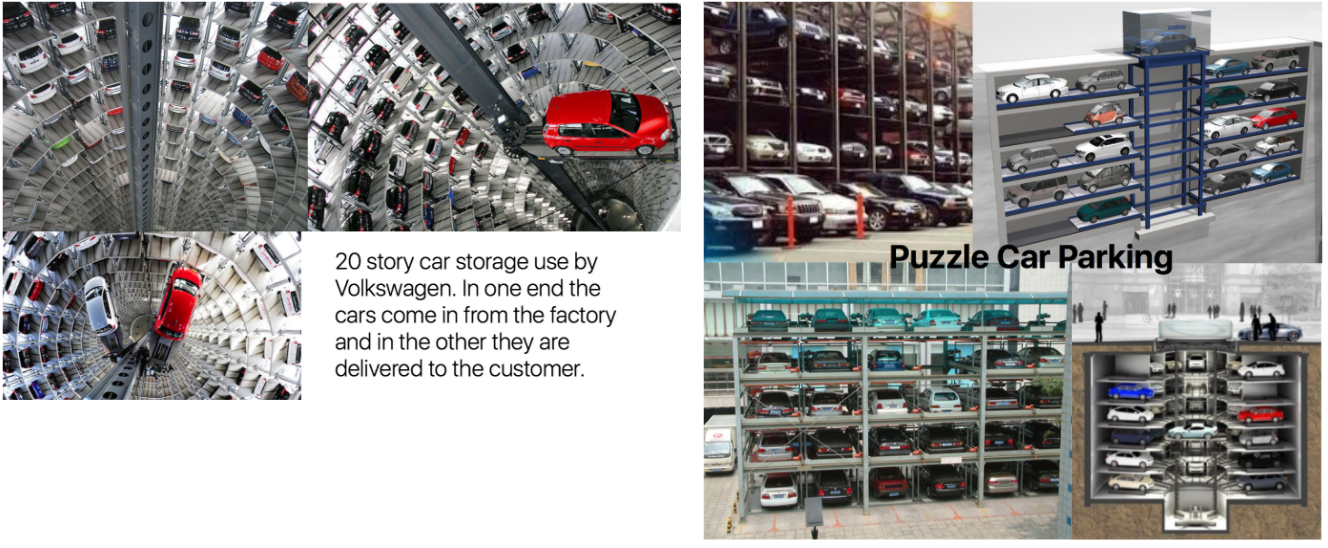 20 story car storage use by
Volkswagen. In one end the
cars come in from the factory
and in the other they are
delivered to the customer.
Puzzle Car Parking